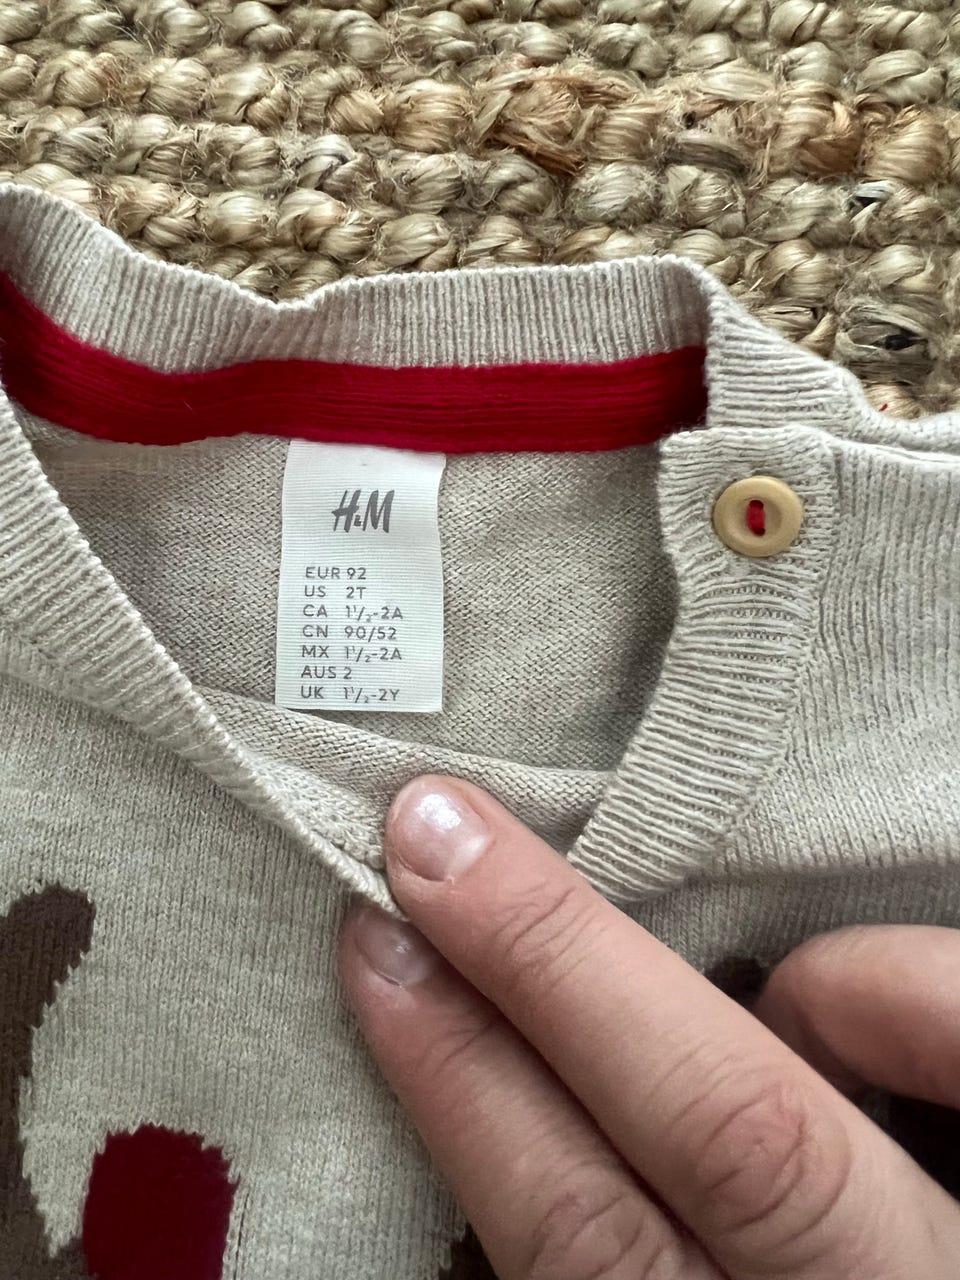 H&M
EUR 92
US 2T
CA 1½-2A
CN 90/52
MX 1½-2A
AUS 2
UK 1½-2Y